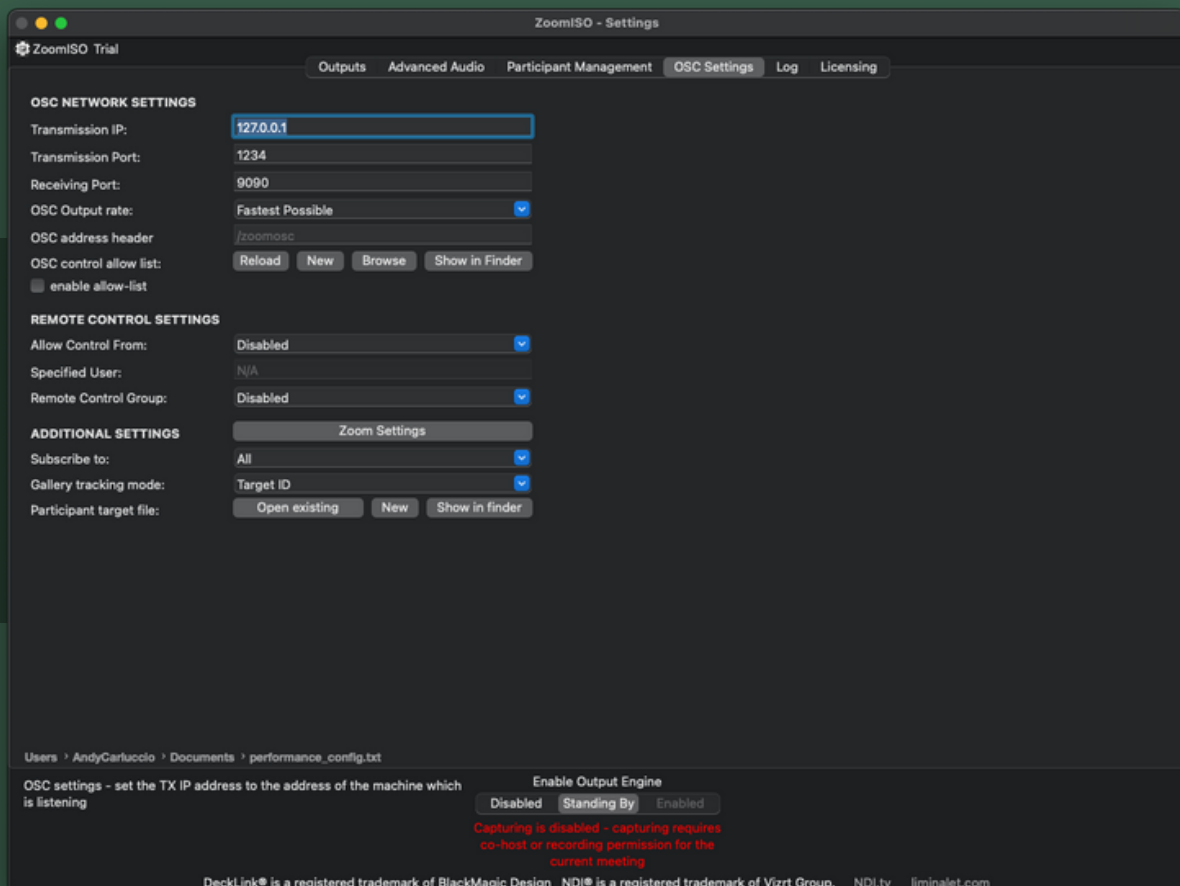 ZoomISO - Settings
ZoomISO Trial
Outputs Advanced Audio Participant Management OSC Settings Log Licensing
OSC NETWORK SETTINGS
Transmission IP: 127.0.0.1
Transmission Port: 1234
Receiving Port: 9090
OSC Output rate: Fastest Possible
OSC address header /zoomosc
OSC control allow list: Reload New Browse Show in Finder
enable allow-list
REMOTE CONTROL SETTINGS
Allow Control From: Disabled
Specified User: N/A
Remote Control Group: Disabled
ADDITIONAL SETTINGS Zoom Settings
Subscribe to: All
Gallery tracking mode: Target ID
Participant target file: Open existing New Show in finder
Users › AndyCarluccio › Documents › performance_config.txt
OSC settings - set the TX IP address to the address of the machine which
is listening
Enable Output Engine
Disabled Standing By Enabled
Capturing is disabled - capturing requires
co-host or recording permission for the
current meeting
DeckLink® is a registered trademark of BlackMagic Design NDI® is a registered trademark of Vizrt Group. NDI.tv liminalet.com